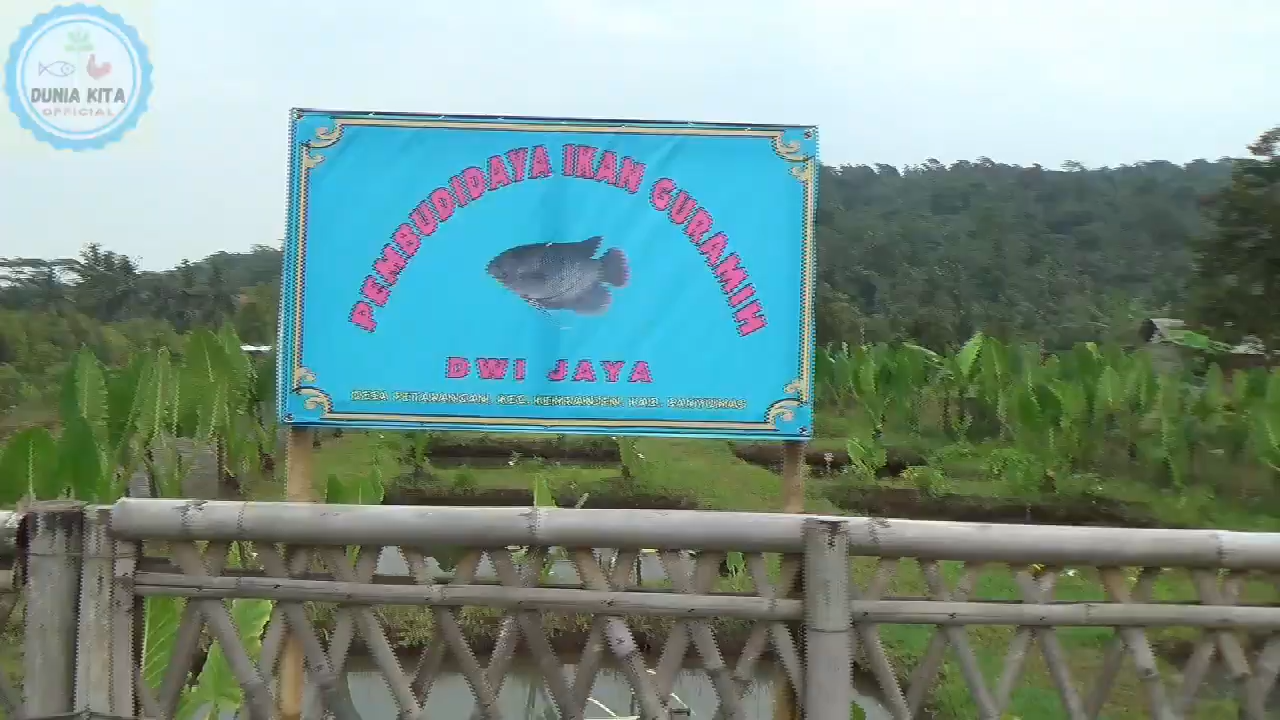 DUNIA KITA
OFFICIAL
PEMBUDIDAYA IKAN GURAMIH
DWI JAYA
DESA PETARANGAN, KEC. KEMRANJEN, KAB. BANYUMAS